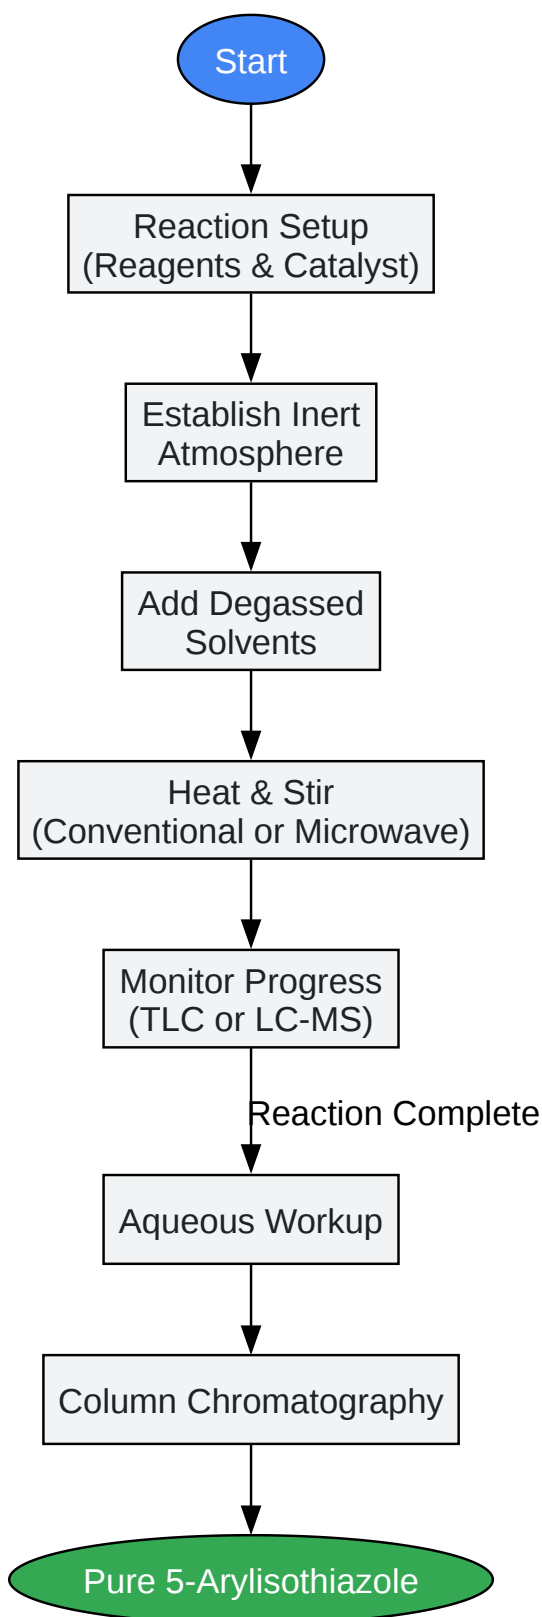 Start
Reaction Setup
(Reagents & Catalyst)
Establish Inert
Atmosphere
Add Degassed
Solvents
Heat & Stir
(Conventional or Microwave)
Monitor Progress
(TLC or LC-MS)
Reaction Complete
Aqueous Workup
Column Chromatography
Pure 5-Arylisothiazole